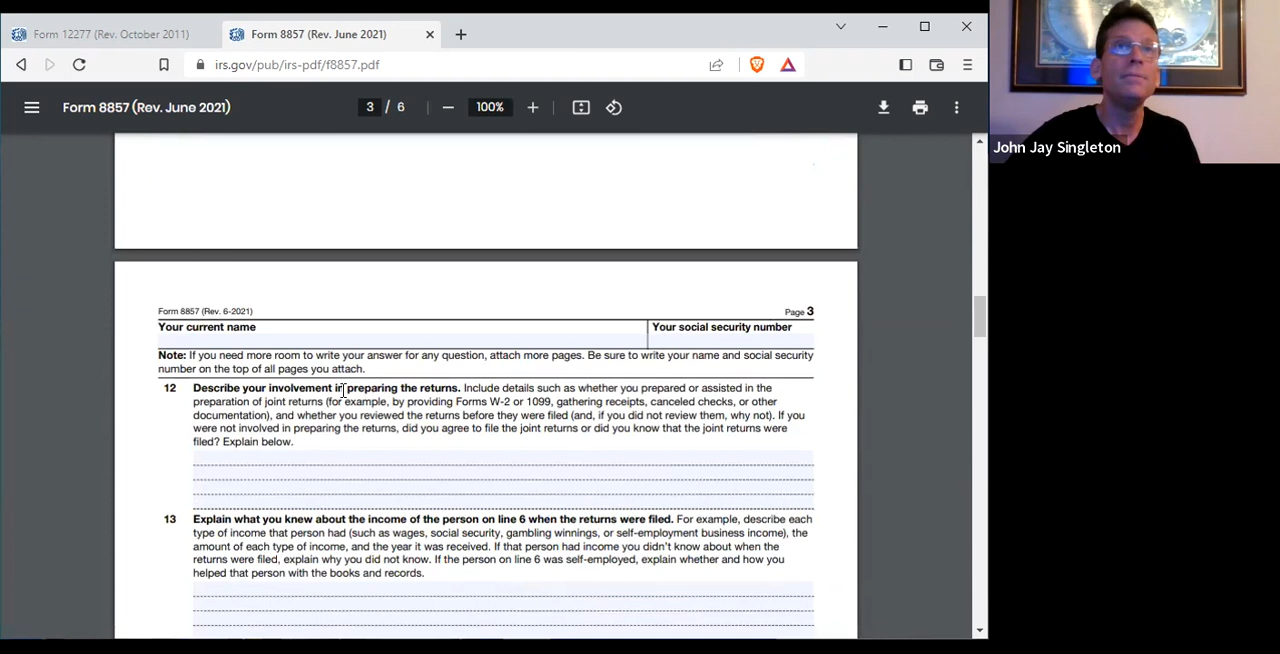 Form 12277 (Rev. October 2011)
Form 8857 (Rev. June 2021)
irs.gov/pub/irs-pdf/f8857.pdf
Form 8857 (Rev. June 2021)
3 / 6
100%
John Jay Singleton
Form 8857 (Rev. 6-2021)
Page 3
Your current name
Your social security number
Note: If you need more room to write your answer for any question, attach more pages. Be sure to write your name and social security
number on the top of all pages you attach.
12 Describe your involvement in preparing the returns. Include details such as whether you prepared or assisted in the
preparation of joint returns (for example, by providing Forms W-2 or 1099, gathering receipts, canceled checks, or other
documentation), and whether you reviewed the returns before they were filed (and, if you did not review them, why not). If you
were not involved in preparing the returns, did you agree to file the joint returns or did you know that the joint returns were
filed? Explain below.
13 Explain what you knew about the income of the person on line 6 when the returns were filed. For example, describe each
type of income that person had (such as wages, social security, gambling winnings, or self-employment business income), the
amount of each type of income, and the year it was received. If that person had income you didn't know about when the
returns were filed, explain why you did not know. If the person on line 6 was self-employed, explain whether and how you
helped that person with the books and records.